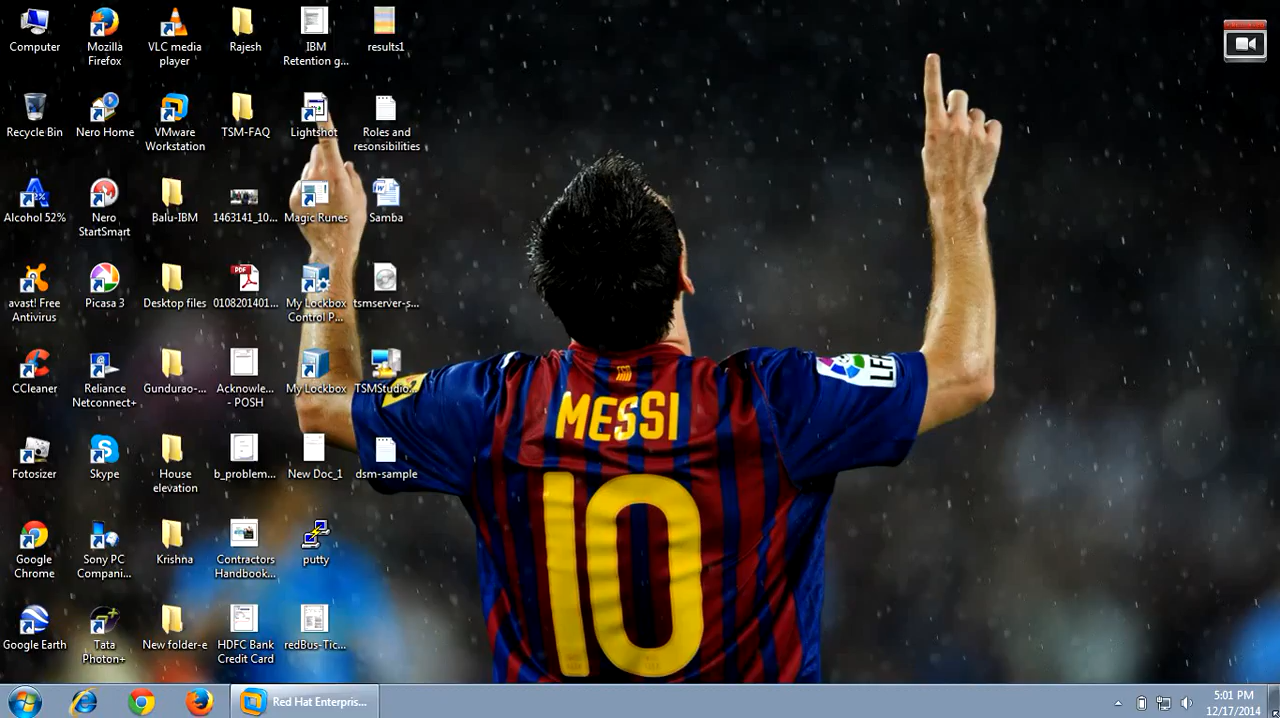 Computer
Mozilla
Firefox
VLC media
player
Rajesh
IBM
Retention g...
results1
Recycle Bin
Nero Home
VMware
Workstation
TSM-FAQ
Lightshot
Roles and
resonsibilities
Alcohol 52%
Nero
StartSmart
Balu-IBM
1463141_10...
Magic Runes
Samba
avast! Free
Antivirus
Picasa 3
Desktop files
PDF
0108201401...
My Lockbox
Control P...
tsmserver-s...
CCleaner
Reliance
Netconnect+
Gundurao-...
Acknowle...
- POSH
My Lockbox
TSMStudio...
Fotosizer
Skype
House
elevation
b_problem...
New Doc_1
dsm-sample
Google
Chrome
Sony PC
Compani...
Krishna
Contractors
Handbook...
putty
Google Earth
Tata
Photon+
New folder-e
HDFC Bank
Credit Card
redBus-Tic...
LFP
MESSI
10
Red Hat Enterpris...
5:01 PM
12/17/2014